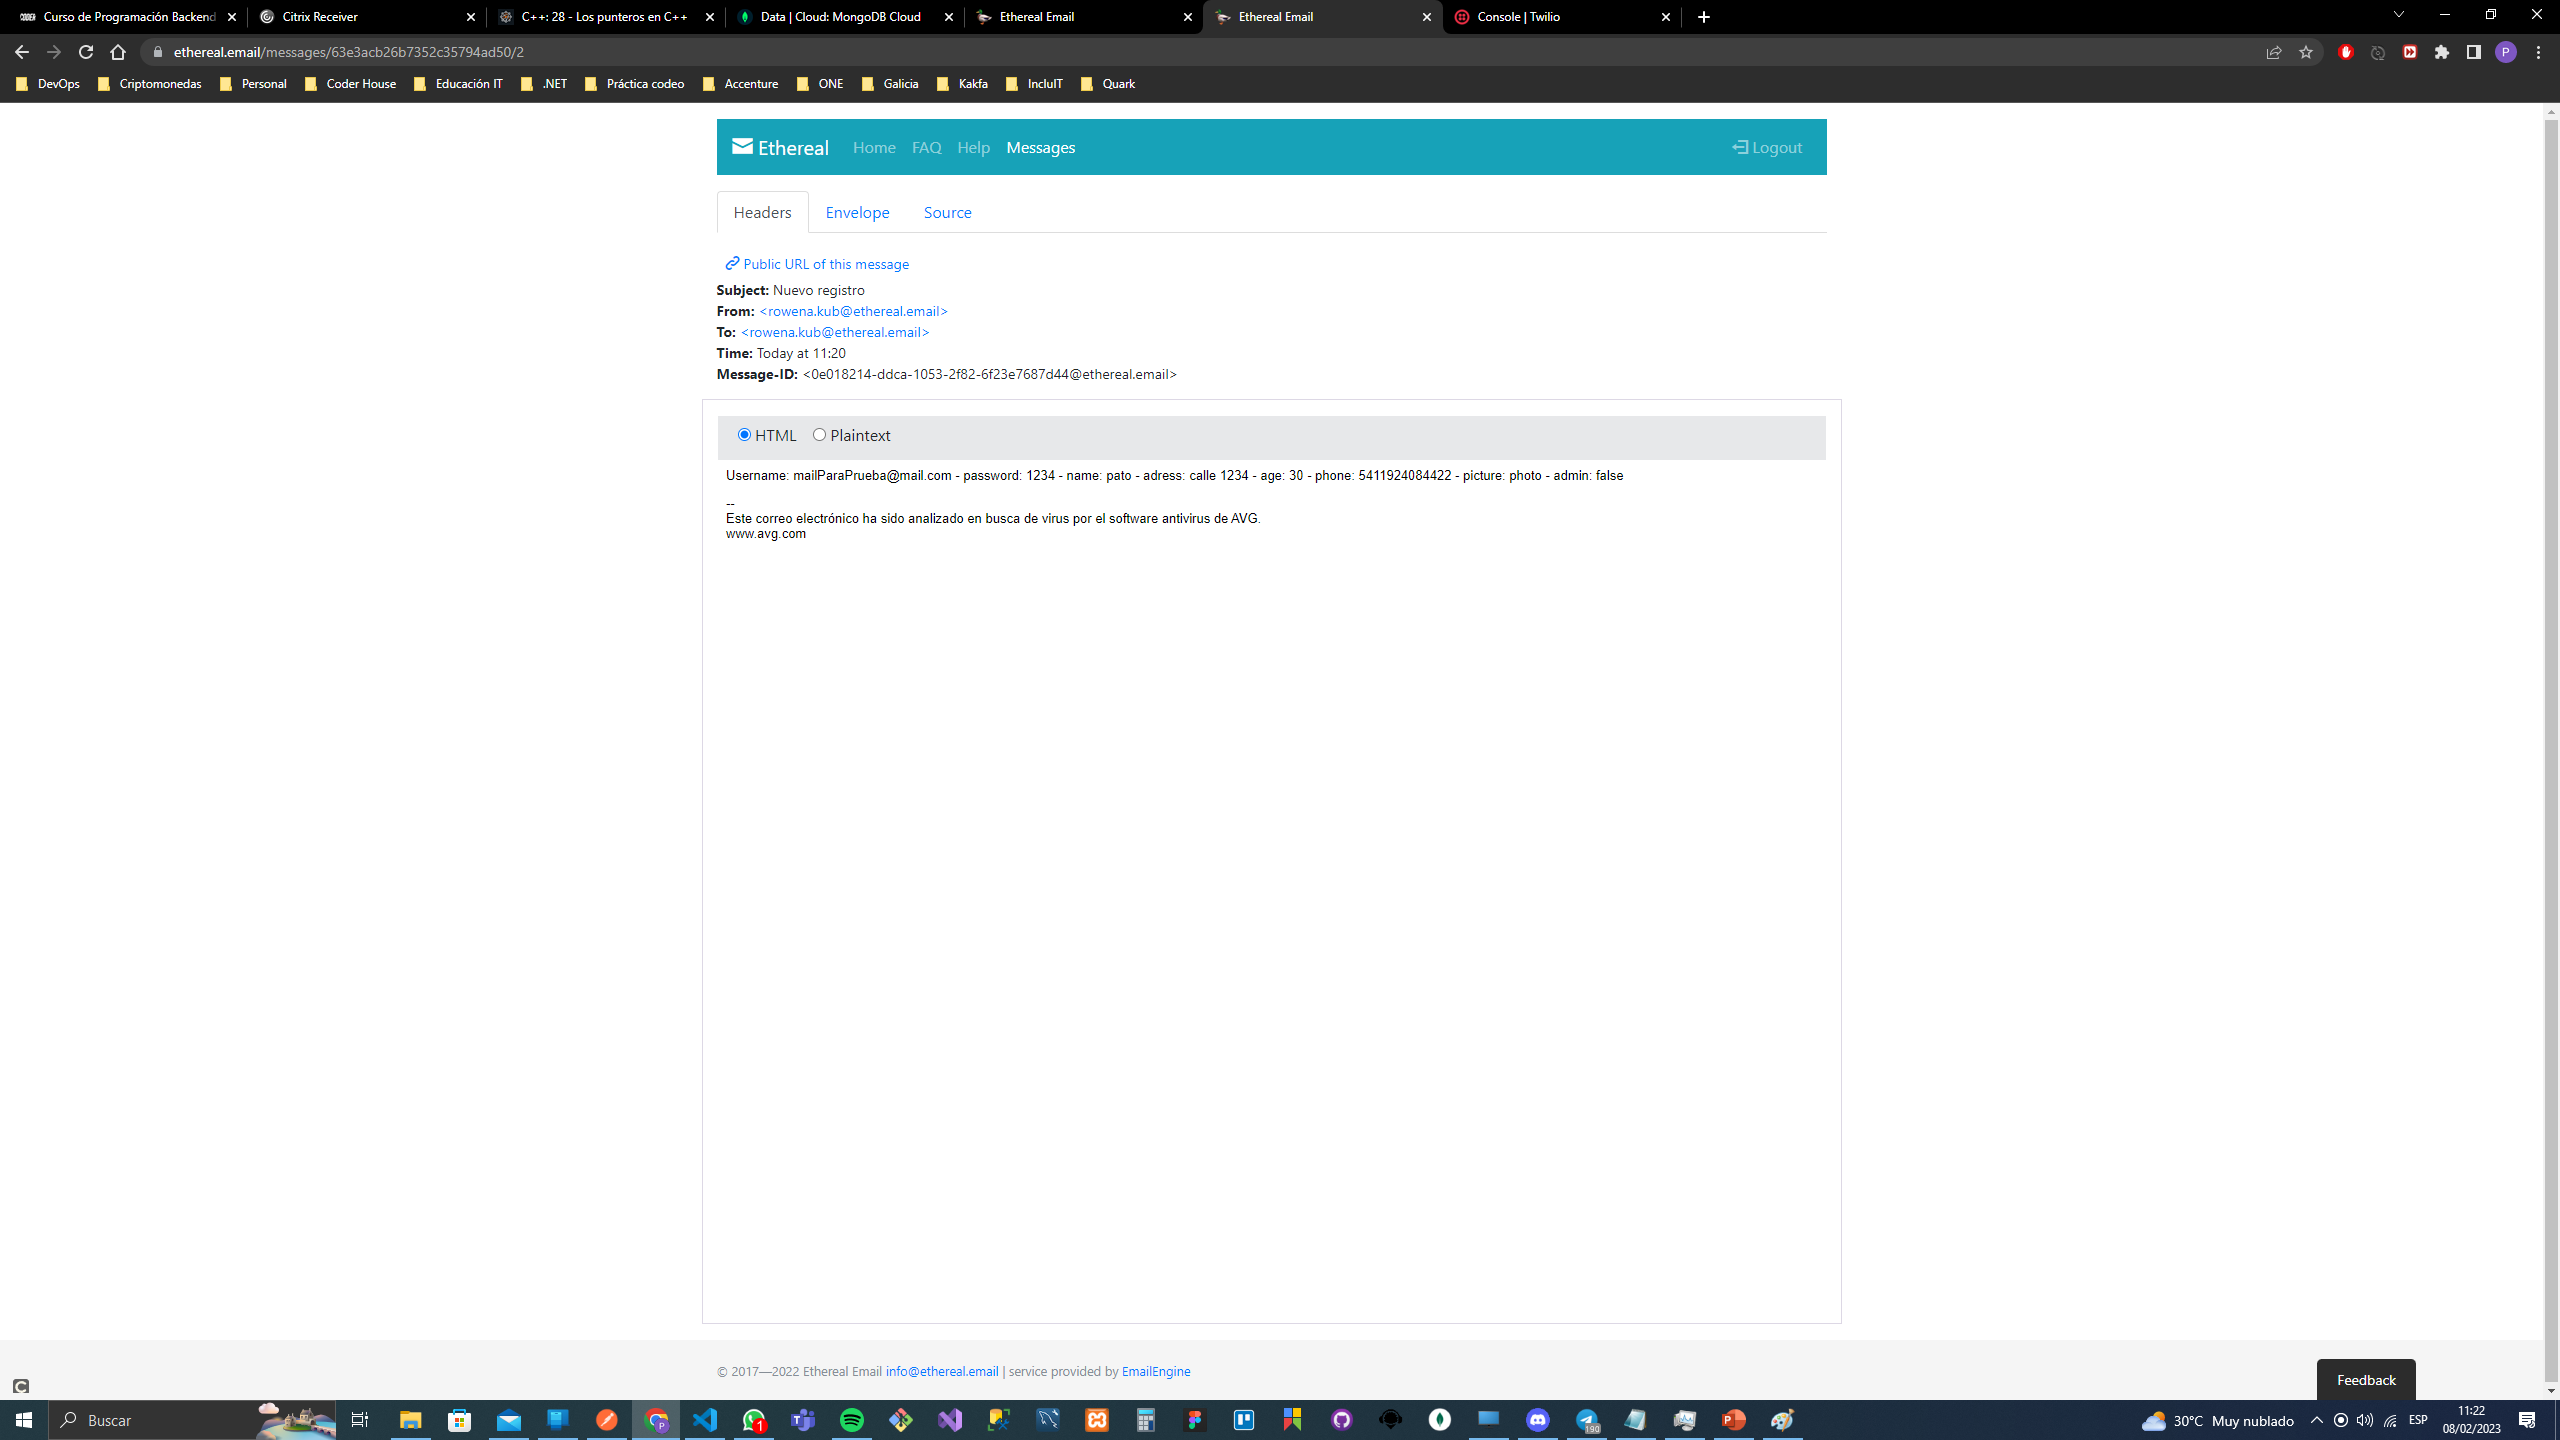 Curso de Programación Backend
Citrix Receiver
C++: 28 - Los punteros en C++
Data | Cloud: MongoDB Cloud
Ethereal Email
Ethereal Email
Console | Twilio
ethereal.email/messages/63e3acb26b7352c35794ad50/2
P
DevOps
Criptomonedas
Personal
Coder House
Educación IT
.NET
Práctica codeo
Accenture
ONE
Galicia
Kakfa
IncluIT
Quark
Ethereal
Home
FAQ
Help
Messages
Logout
Headers
Envelope
Source
Public URL of this message
Subject: Nuevo registro
From: <rowena.kub@ethereal.email>
To: <rowena.kub@ethereal.email>
Time: Today at 11:20
Message-ID: <0e018214-ddca-1053-2f82-6f23e7687d44@ethereal.email>
HTML
Plaintext
Username: mailParaPrueba@mail.com - password: 1234 - name: pato - adress: calle 1234 - age: 30 - phone: 5411924084422 - picture: photo - admin: false
--
Este correo electrónico ha sido analizado en busca de virus por el software antivirus de AVG.
www.avg.com
© 2017—2022 Ethereal Email info@ethereal.email | service provided by EmailEngine
Feedback
Buscar
1
190
30°C Muy nublado
ESP
11:22
08/02/2023